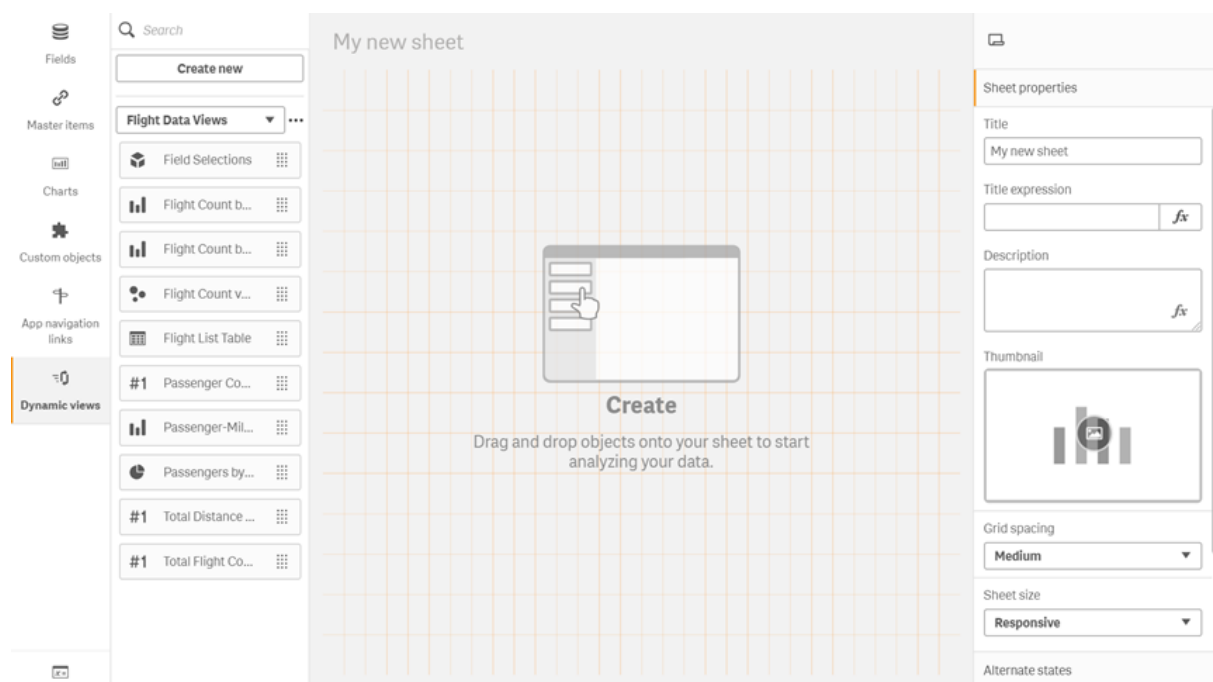 Fields
Master items
Charts
Custom objects
App navigation
links
Dynamic views
Search
Create new
Flight Data Views
Field Selections
Flight Count b...
Flight Count b...
Flight Count v...
Flight List Table
#1 Passenger Co...
Passenger-Mil...
Passengers by...
#1 Total Distance ...
#1 Total Flight Co...
My new sheet
Create
Drag and drop objects onto your sheet to start
analyzing your data.
Sheet properties
Title
My new sheet
Title expression
fx
Description
fx
Thumbnail
Grid spacing
Medium
Sheet size
Responsive
Alternate states